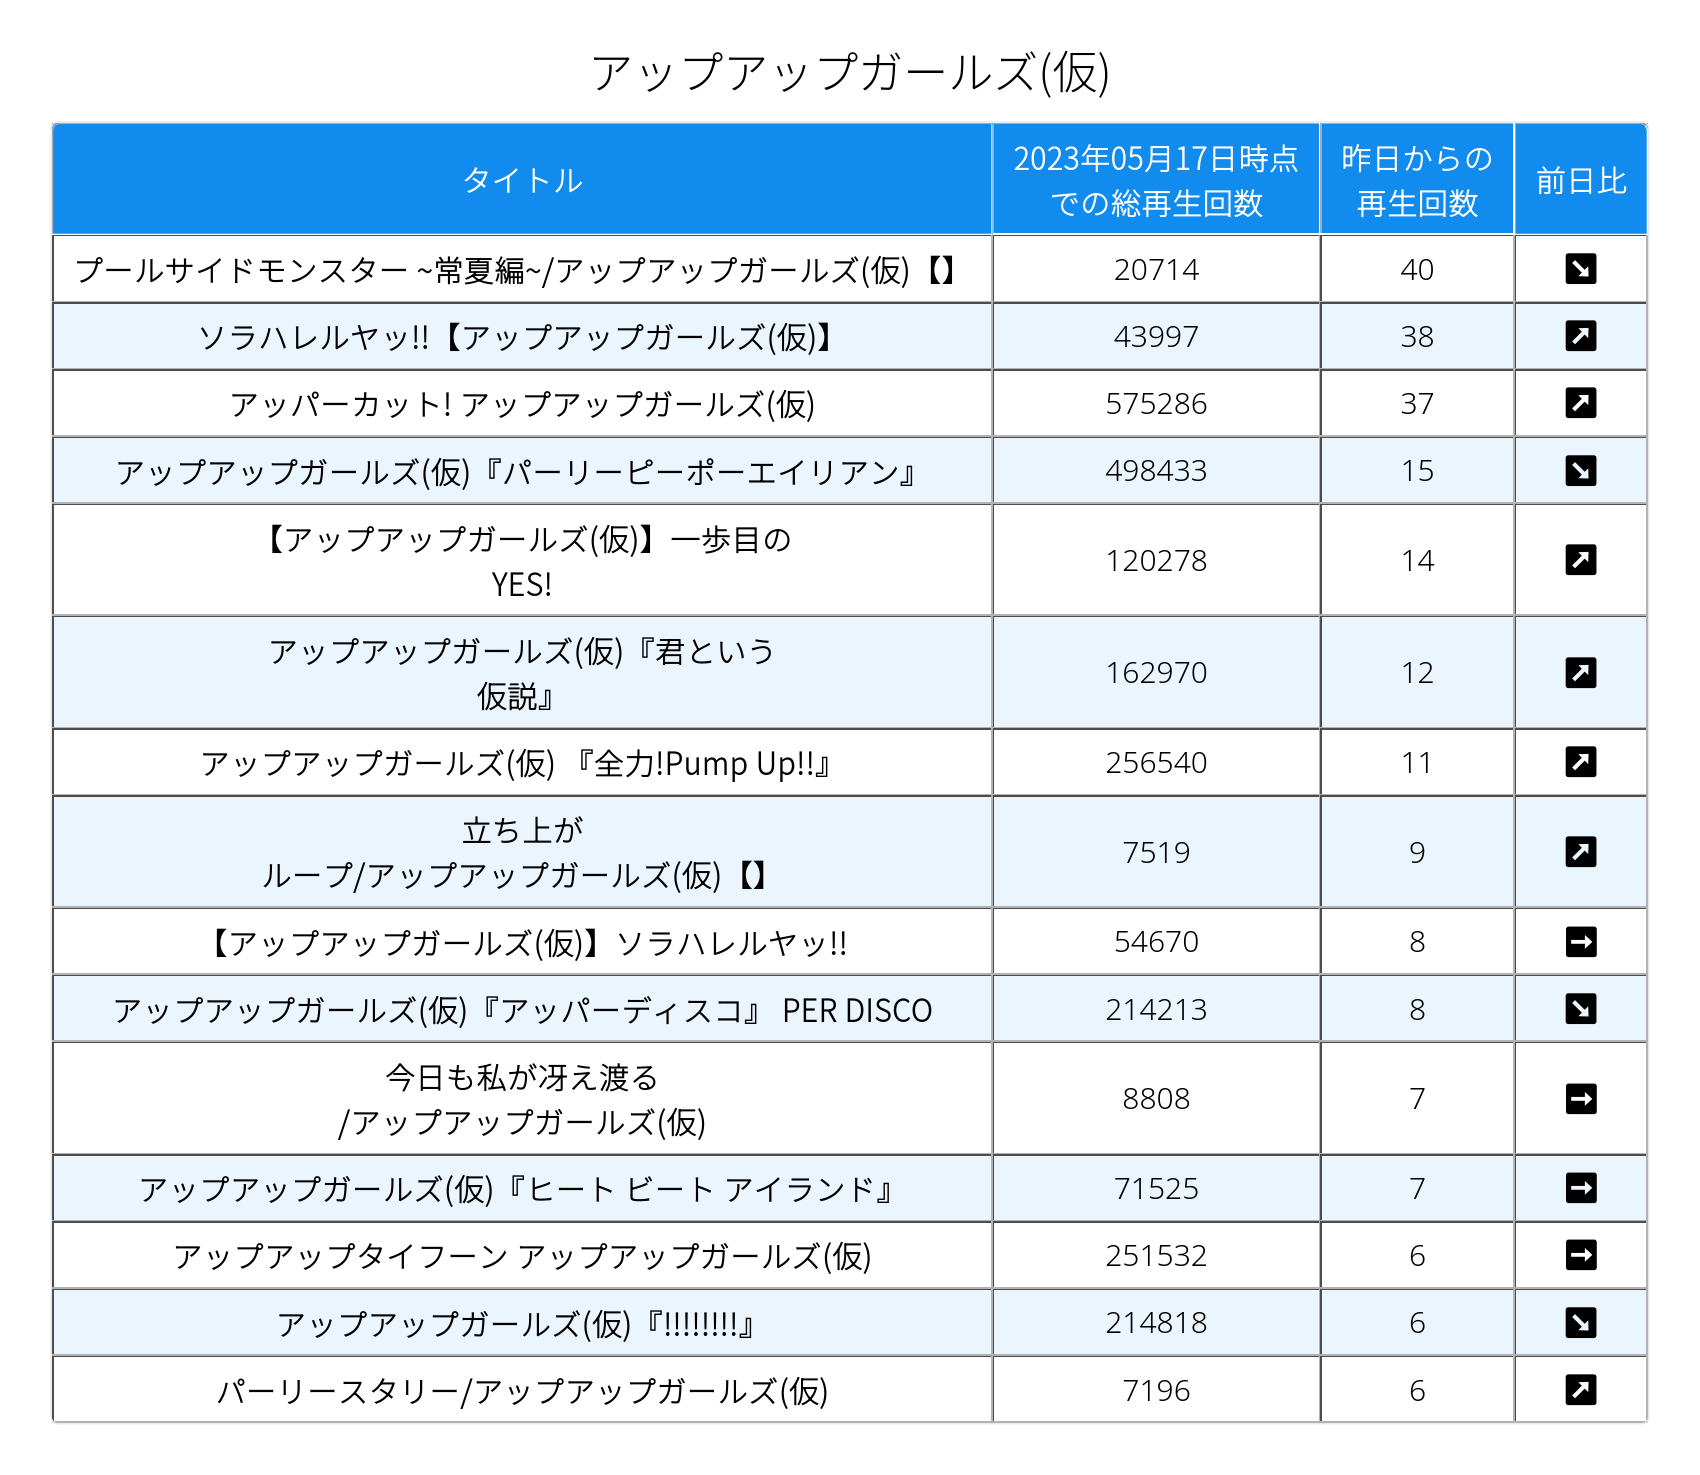 アップアップガールズ(仮)
タイトル
2023年05月17日時点
での総再生回数
昨日からの
再生回数
前日比
プールサイドモンスター ~常夏編~/アップアップガールズ(仮)【】
20714
40
ソラハレルヤッ!!【アップアップガールズ(仮)】
43997
38
アッパーカット! アップアップガールズ(仮)
575286
37
アップアップガールズ(仮)『パーリーピーポーエイリアン』
498433
15
【アップアップガールズ(仮)】一歩目の
YES!
120278
14
アップアップガールズ(仮)『君という
仮説』
162970
12
アップアップガールズ(仮) 『全力!Pump Up!!』
256540
11
立ち上が
ループ/アップアップガールズ(仮)【】
7519
9
【アップアップガールズ(仮)】ソラハレルヤッ!!
54670
8
アップアップガールズ(仮)『アッパーディスコ』 PER DISCO
214213
8
今日も私が冴え渡る
/アップアップガールズ(仮)
8808
7
アップアップガールズ(仮)『ヒート ビート アイランド』
71525
7
アップアップタイフーン アップアップガールズ(仮)
251532
6
アップアップガールズ(仮)『!!!!!!!!』
214818
6
パーリースタリー/アップアップガールズ(仮)
7196
6